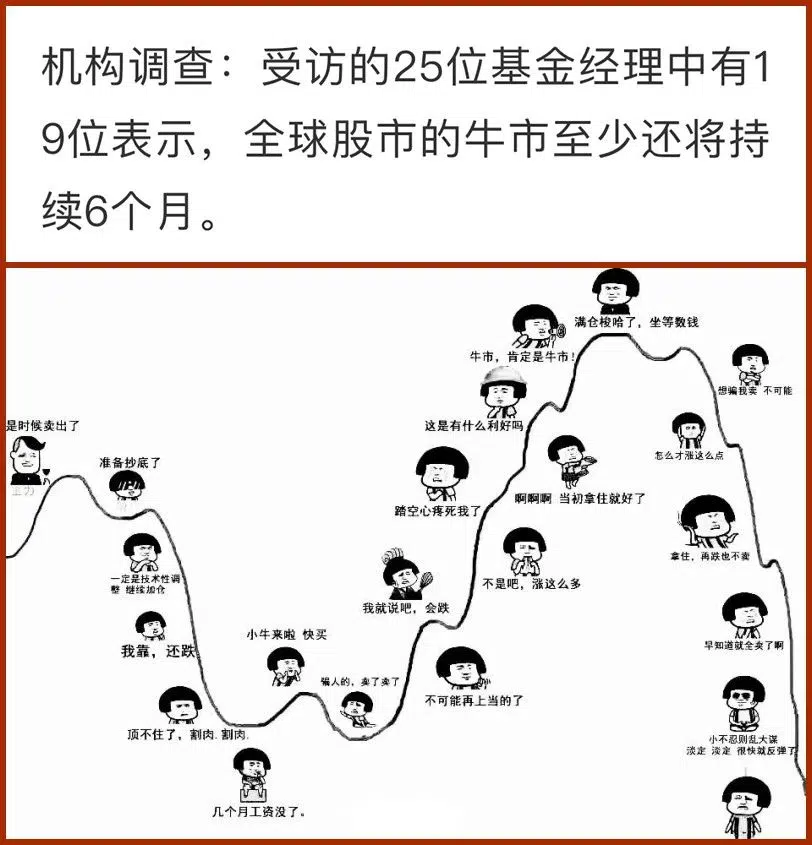 机构调查：受访的25位基金经理中有1
9位表示，全球股市的牛市至少还将持
续6个月。
满仓梭哈了，坐等数钱
牛市，肯定是牛市！
想骗我卖 不可能
这是有什么利好吗
是时候卖出了
主力
准备抄底了
怎么才涨这么点
踏空心疼死我了
啊啊啊 当初拿住就好了
拿住，再跌也不卖
一定是技术性调
整 继续加仓
不是吧，涨这么多
我就说吧，会跌
小牛来啦 快买
我靠，还跌
早知道就全卖了啊
骗人的，卖了卖了
不可能再上当的了
顶不住了，割肉.割肉.
小不忍则乱大谋
淡定 淡定 很快就反弹了
几个月工资没了。